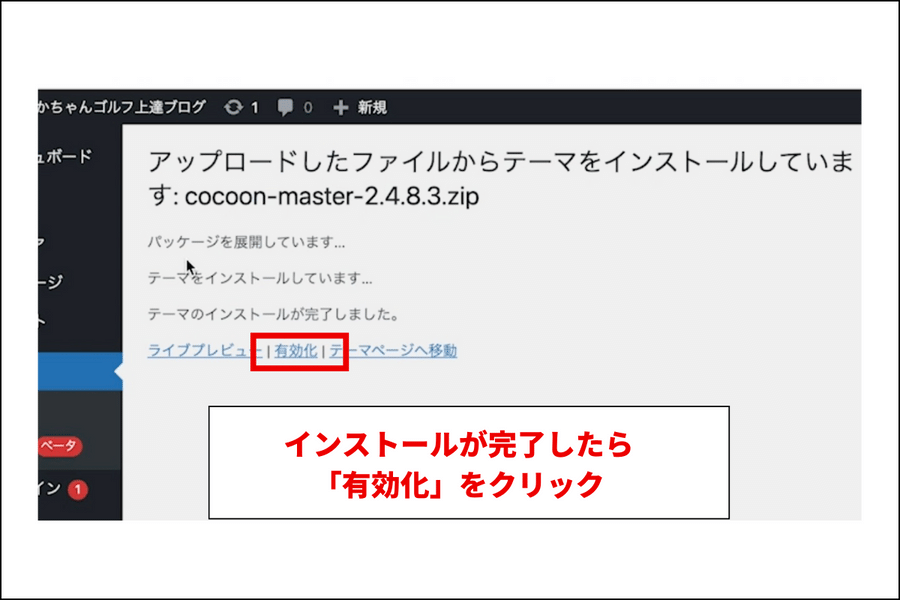 かちゃんゴルフ上達ブログ 1 0 新規
ュボード
アップロードしたファイルからテーマをインストールしていま
す: cocoon-master-2.4.8.3.zip
パッケージを展開しています…
ージ
テーマをインストールしています…
ト
テーマのインストールが完了しました。
ライブプレビュー | 有効化 | テーマページへ移動
インストールが完了したら
ベータ
「有効化」をクリック
イン 1